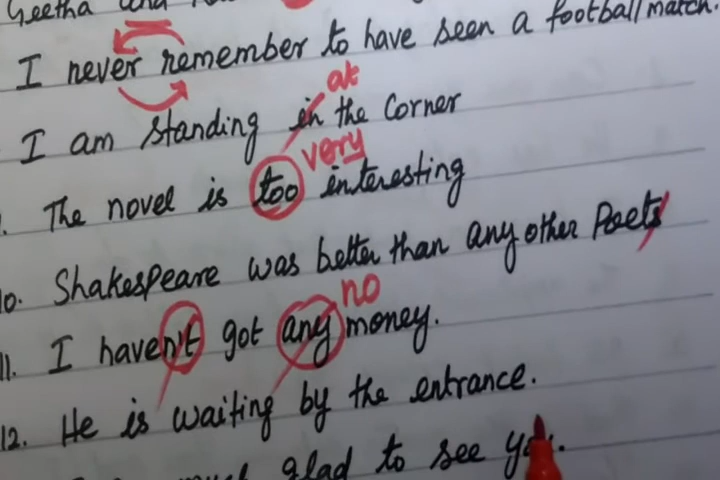 Geetha and
I never remember to have seen a football match.
at
I am standing in the Corner
very
The novel is too interesting
10. Shakespeare was better than any other Poets
no
11. I haven't got any money.
12. He is waiting by the entrance.
glad to see